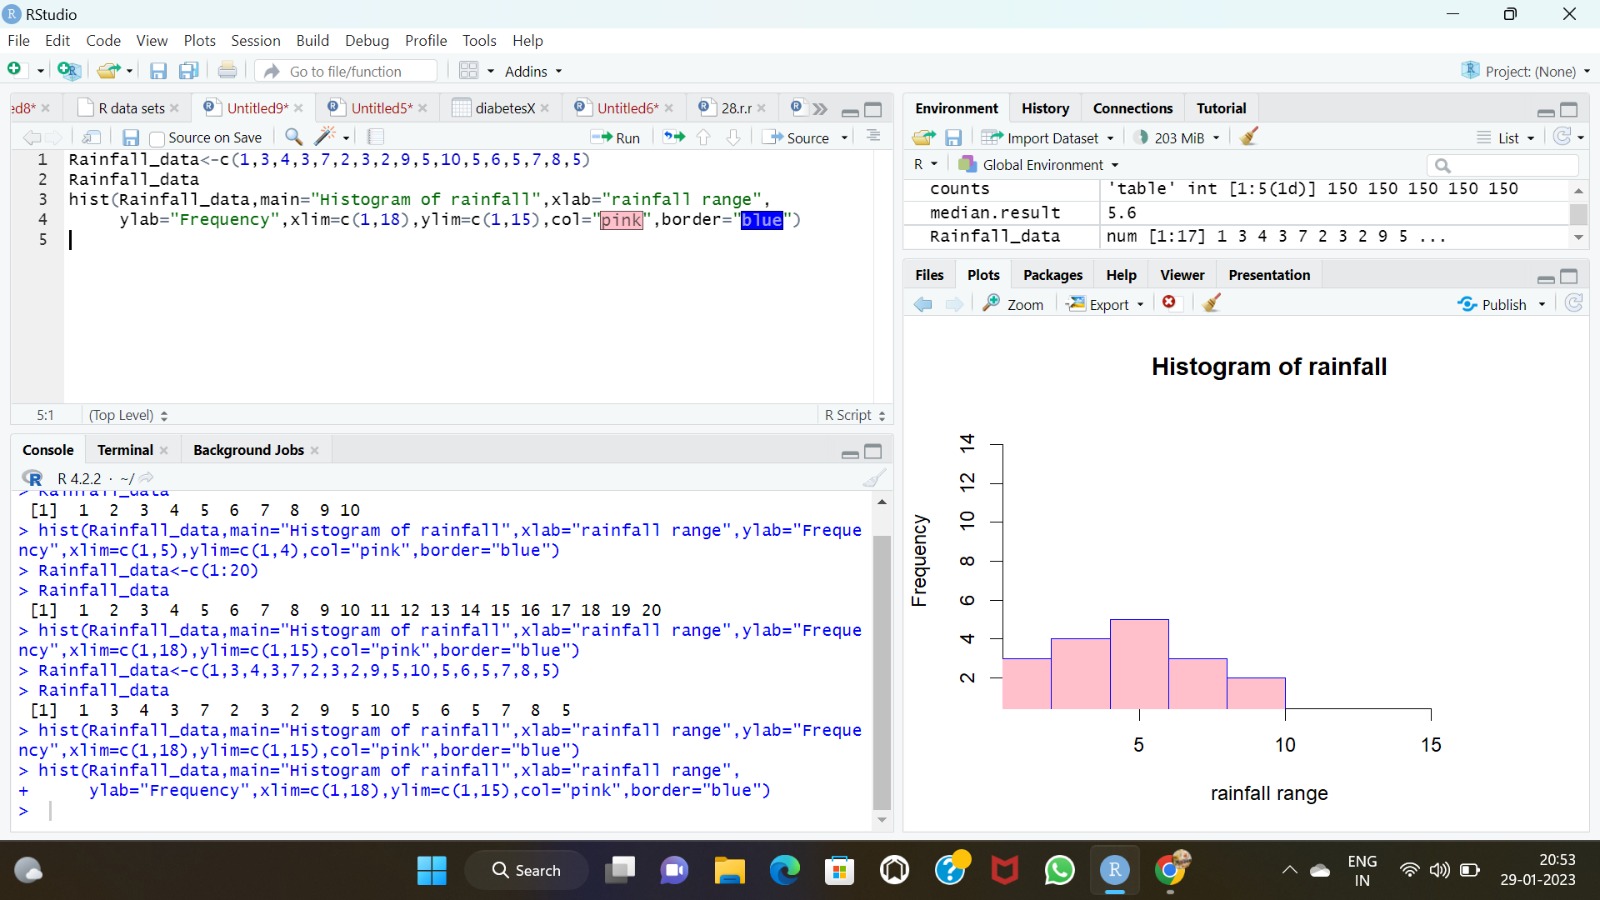 RStudio
File Edit Code View Plots Session Build Debug Profile Tools Help
Go to file/function Addins Project: (None)
ed8* R data sets Untitled9* Untitled5* diabetesX Untitled6* 28.r.r
Source on Save Run Source
1 Rainfall_data<-c(1,3,4,3,7,2,3,2,9,5,10,5,6,5,7,8,5)
2 Rainfall_data
3 hist(Rainfall_data,main="Histogram of rainfall",xlab="rainfall range",
4 ylab="Frequency",xlim=c(1,18),ylim=c(1,15),col="pink",border="blue")
5
5:1 (Top Level) R Script
Console Terminal Background Jobs
R 4.2.2 · ~/
> Rainfall_data
[1] 1 2 3 4 5 6 7 8 9 10
> hist(Rainfall_data,main="Histogram of rainfall",xlab="rainfall range",ylab="Freque
ncy",xlim=c(1,5),ylim=c(1,4),col="pink",border="blue")
> Rainfall_data<-c(1:20)
> Rainfall_data
[1] 1 2 3 4 5 6 7 8 9 10 11 12 13 14 15 16 17 18 19 20
> hist(Rainfall_data,main="Histogram of rainfall",xlab="rainfall range",ylab="Freque
ncy",xlim=c(1,18),ylim=c(1,15),col="pink",border="blue")
> Rainfall_data<-c(1,3,4,3,7,2,3,2,9,5,10,5,6,5,7,8,5)
> Rainfall_data
[1] 1 3 4 3 7 2 3 2 9 5 10 5 6 5 7 8 5
> hist(Rainfall_data,main="Histogram of rainfall",xlab="rainfall range",ylab="Freque
ncy",xlim=c(1,18),ylim=c(1,15),col="pink",border="blue")
> hist(Rainfall_data,main="Histogram of rainfall",xlab="rainfall range",
+ ylab="Frequency",xlim=c(1,18),ylim=c(1,15),col="pink",border="blue")
>
Environment History Connections Tutorial
Import Dataset 203 MiB List
R Global Environment
counts 'table' int [1:5(1d)] 150 150 150 150 150
median.result 5.6
Rainfall_data num [1:17] 1 3 4 3 7 2 3 2 9 5 ...
Files Plots Packages Help Viewer Presentation
Zoom Export Publish
Histogram of rainfall
Frequency
14
12
10
8
6
4
2
5 10 15
rainfall range
Search
ENG
IN
20:53
29-01-2023